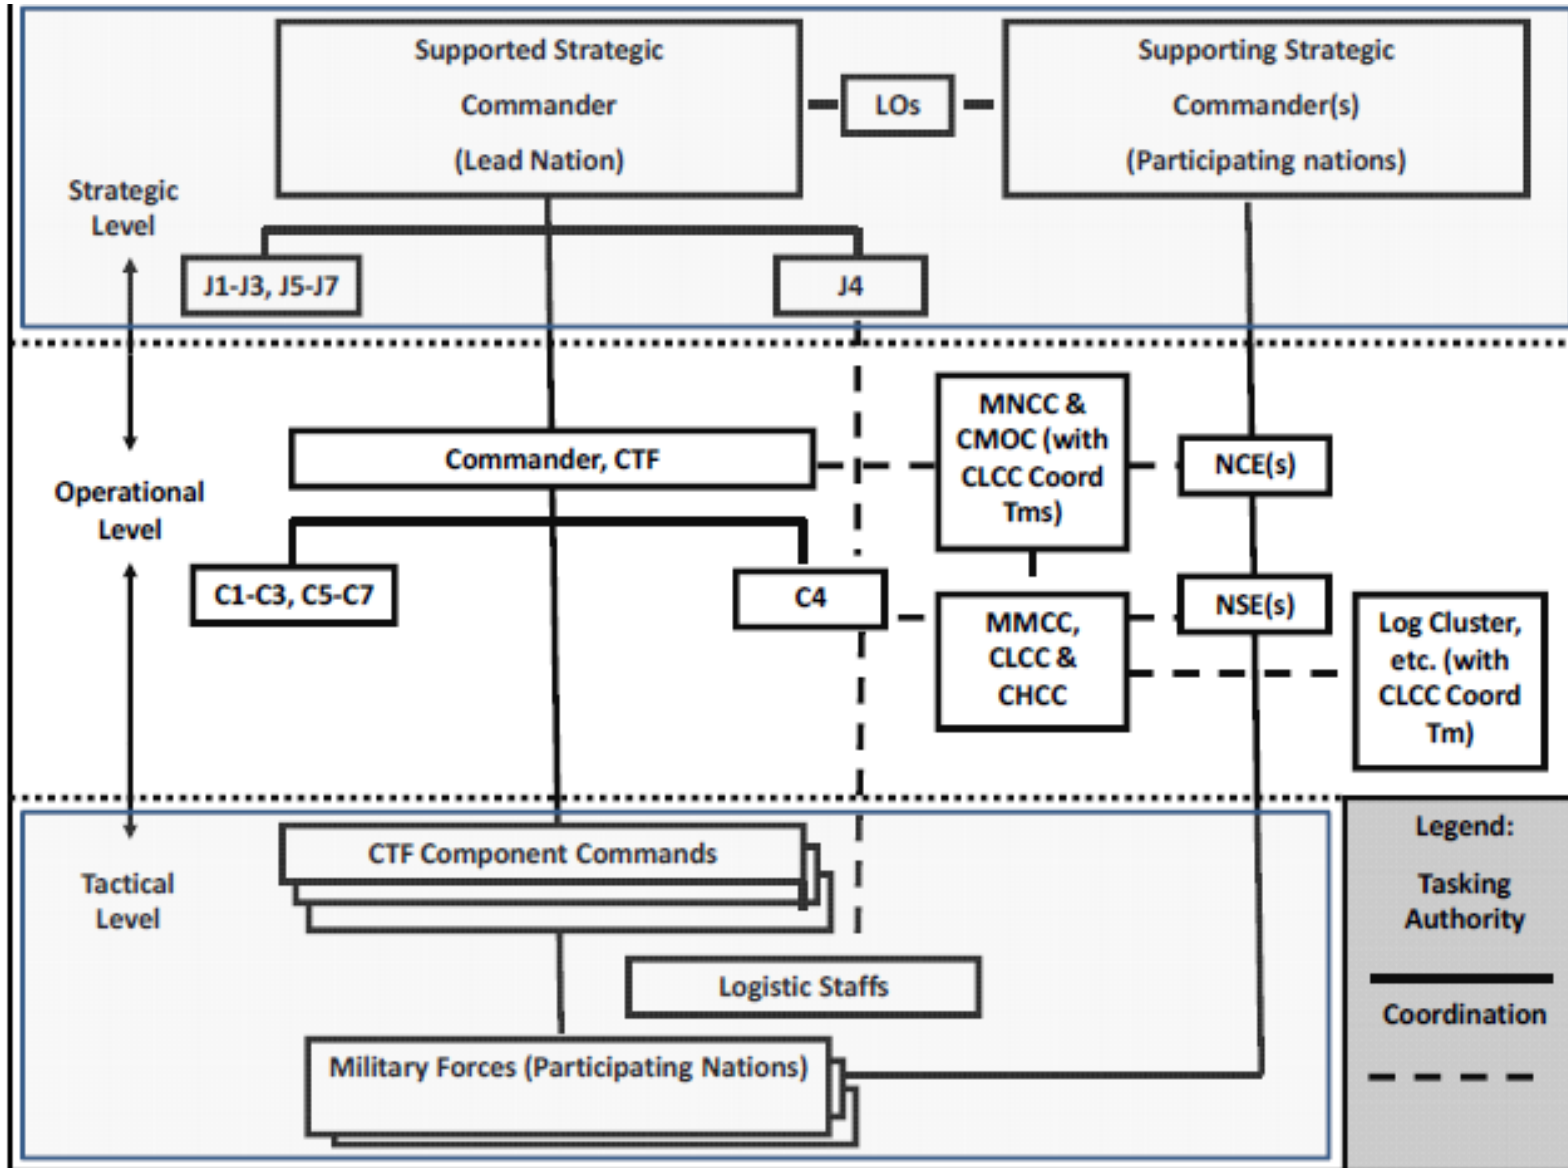 Supported Strategic
Commander
(Lead Nation)
LOs
Supporting Strategic
Commander(s)
(Participating nations)
Strategic
Level
J1-J3, J5-J7
J4
MNCC &
CMOC (with
CLCC Coord
Tms)
Commander, CTF
NCE(s)
Operational
Level
C1-C3, C5-C7
C4
MMCC,
CLCC &
CHCC
NSE(s)
Log Cluster,
etc. (with
CLCC Coord
Tm)
CTF Component Commands
Tactical
Level
Logistic Staffs
Military Forces (Participating Nations)
Legend:
Tasking
Authority
Coordination